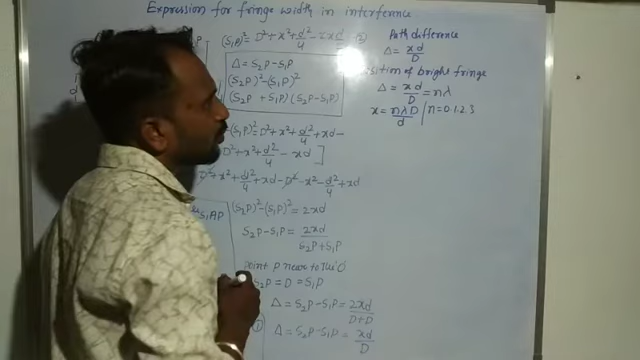 Expression for fringe width in interference
(S₁P)² = D² + x² + d²/4 - 2xd
Δ = S₂P - S₁P
(S₂P)² - (S₁P)²
(S₂P + S₁P) (S₂P - S₁P)
(S₁P)² = D² + x² + d²/4 + xd -
D² + x² + d²/4 - xd ]
D² + x² + d²/4 + xd - D² - x² - d²/4 + xd
S₁AP
(S₂P)² - (S₁P)² = 2xd
S₂P - S₁P = 2xd / S₂P + S₁P
point P near to the O
S₂P = D = S₁P
Δ = S₂P - S₁P = 2xd / D + D
Δ = S₂P - S₁P = xd / D
Path difference
Δ = xd / D
position of bright fringe
Δ = xd / D = nλ
x = nλD / d | n = 0.1.2.3